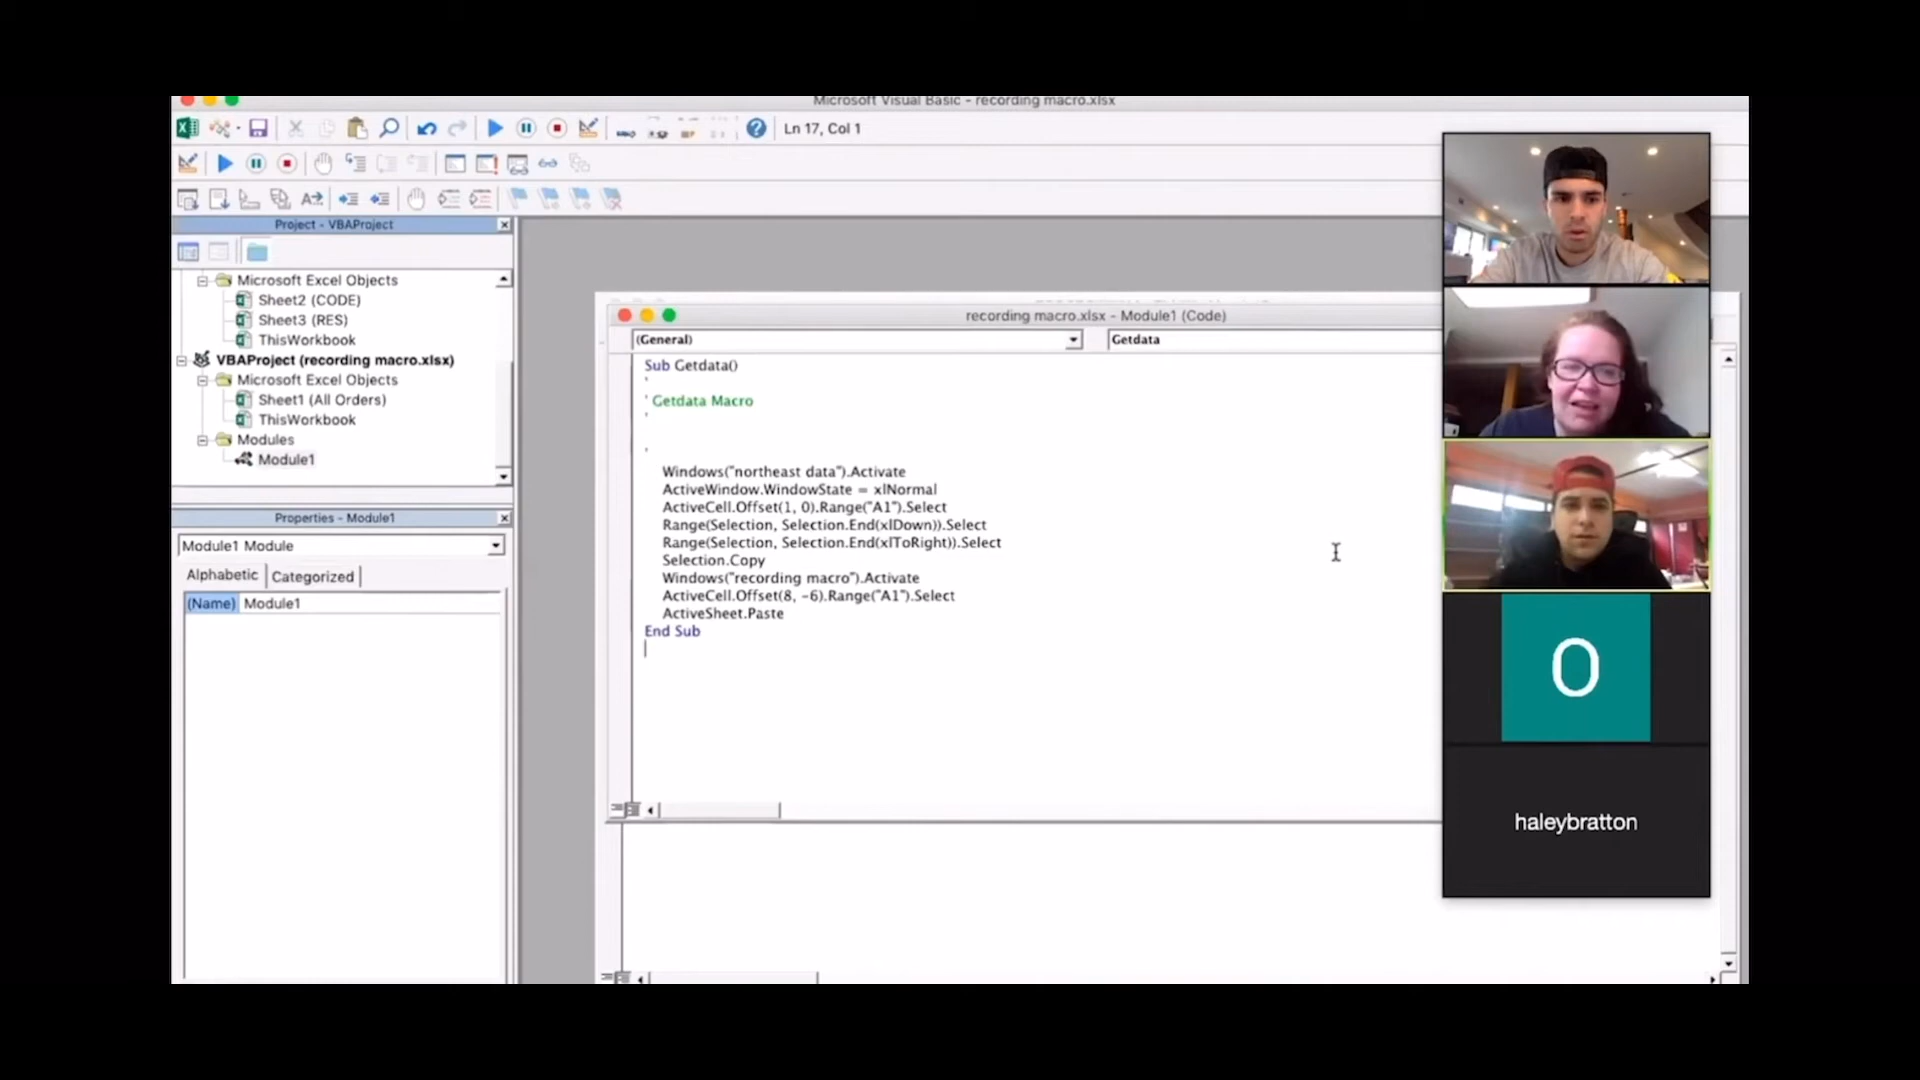 Microsoft Visual Basic - recording macro.xlsx
Ln 17, Col 1
Project - VBAProject
Microsoft Excel Objects
Sheet2 (CODE)
Sheet3 (RES)
ThisWorkbook
VBAProject (recording macro.xlsx)
Microsoft Excel Objects
Sheet1 (All Orders)
ThisWorkbook
Modules
Module1
Properties - Module1
Module1 Module
Alphabetic Categorized
(Name) Module1
recording macro.xlsx - Module1 (Code)
(General) Getdata
Sub Getdata()
'
' Getdata Macro
'
'
Windows("northeast data").Activate
ActiveWindow.WindowState = xlNormal
ActiveCell.Offset(1, 0).Range("A1").Select
Range(Selection, Selection.End(xlDown)).Select
Range(Selection, Selection.End(xlToRight)).Select
Selection.Copy
Windows("recording macro").Activate
ActiveCell.Offset(8, -6).Range("A1").Select
ActiveSheet.Paste
End Sub
O
haleybratton